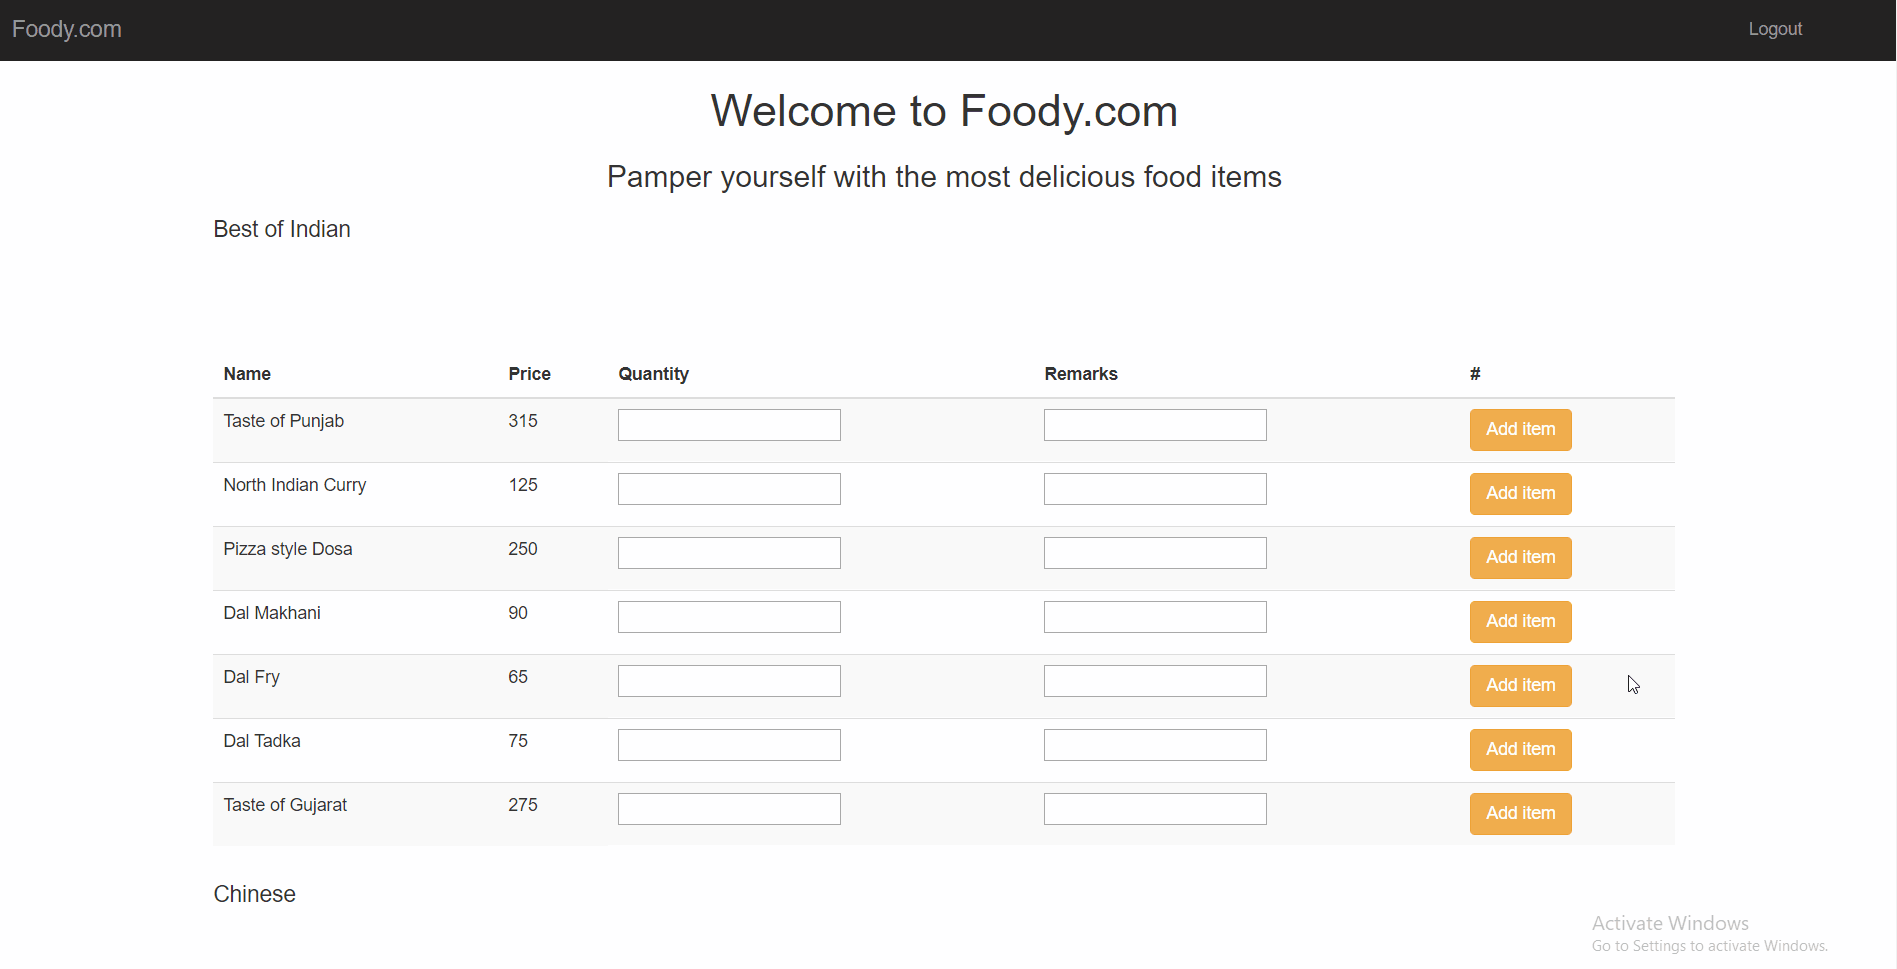 Foody.com Logout
Welcome to Foody.com
Pamper yourself with the most delicious food items
Best of Indian
Name Price Quantity Remarks #
Taste of Punjab 315 Add item
North Indian Curry 125 Add item
Pizza style Dosa 250 Add item
Dal Makhani 90 Add item
Dal Fry 65 Add item
Dal Tadka 75 Add item
Taste of Gujarat 275 Add item
Chinese
Activate Windows
Go to Settings to activate Windows.